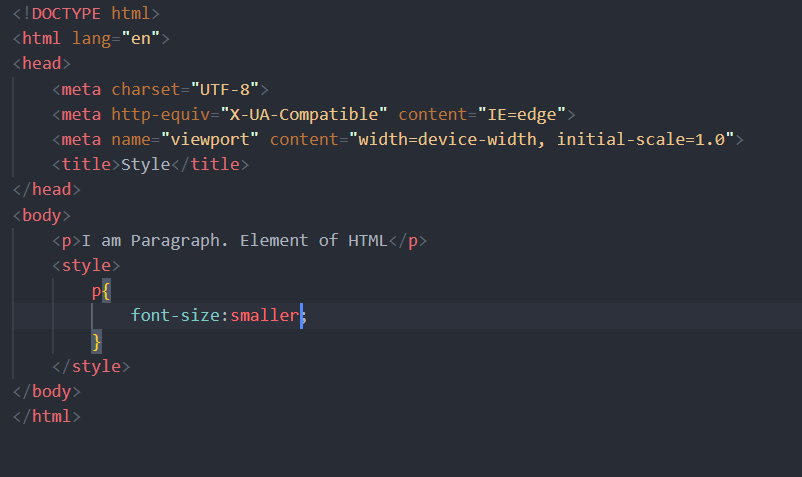 <!DOCTYPE html>
<html lang="en">
<head>
    <meta charset="UTF-8">
    <meta http-equiv="X-UA-Compatible" content="IE=edge">
    <meta name="viewport" content="width=device-width, initial-scale=1.0">
    <title>Style</title>
</head>
<body>
    <p>I am Paragraph. Element of HTML</p>
    <style>
        p{
            font-size:smaller;
        }
    </style>
</body>
</html>